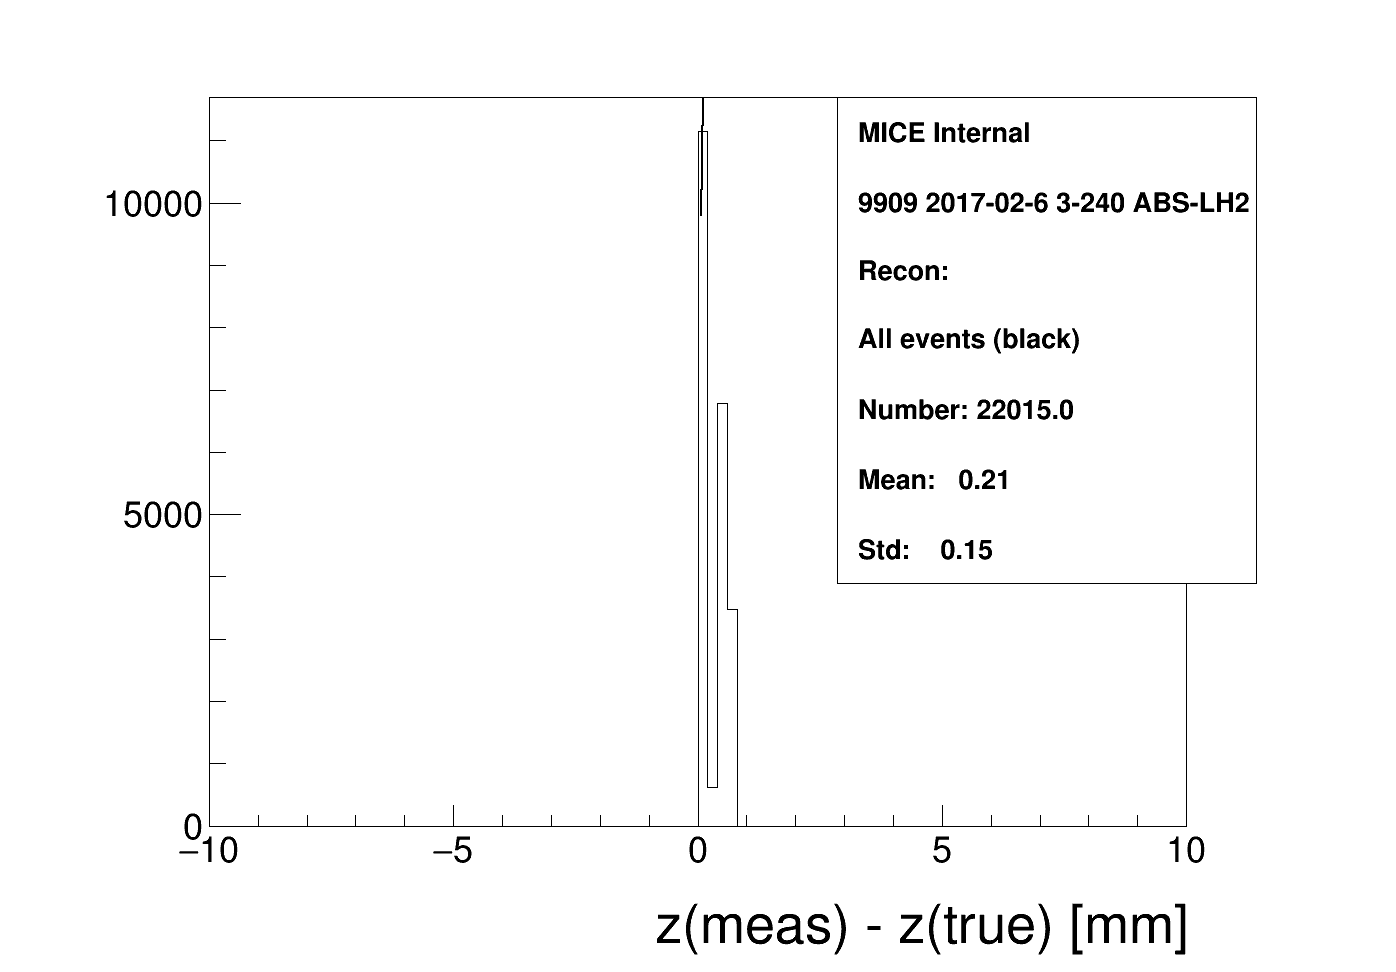 MICE Internal
9909 2017-02-6 3-240 ABS-LH2
Recon:
All events (black)
Number: 22015.0
Mean: 0.21
Std: 0.15
10000
5000
0
−10 −5 0 5 10
z(meas) - z(true) [mm]